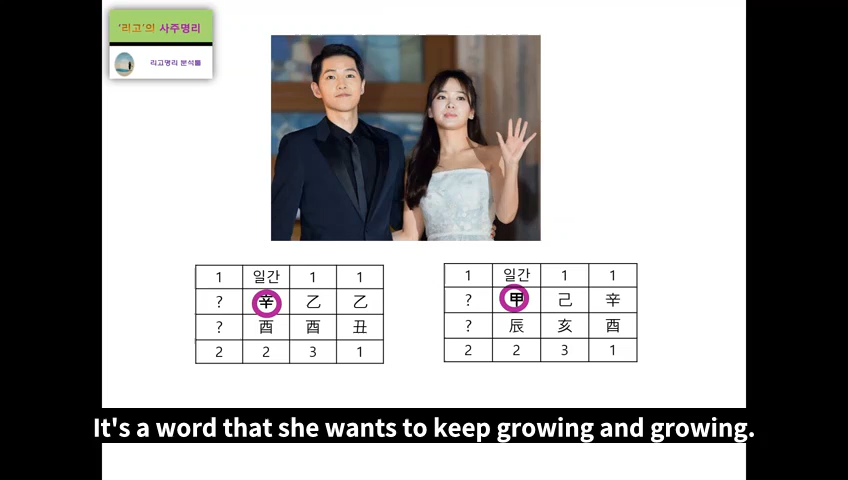 '리고'의 사주명리
리고명리 분석틀
1 일간 1 1
? 辛 乙 乙
? 酉 酉 丑
2 2 3 1
1 일간 1 1
? 甲 己 辛
? 辰 亥 酉
2 2 3 1
It's a word that she wants to keep growing and growing.